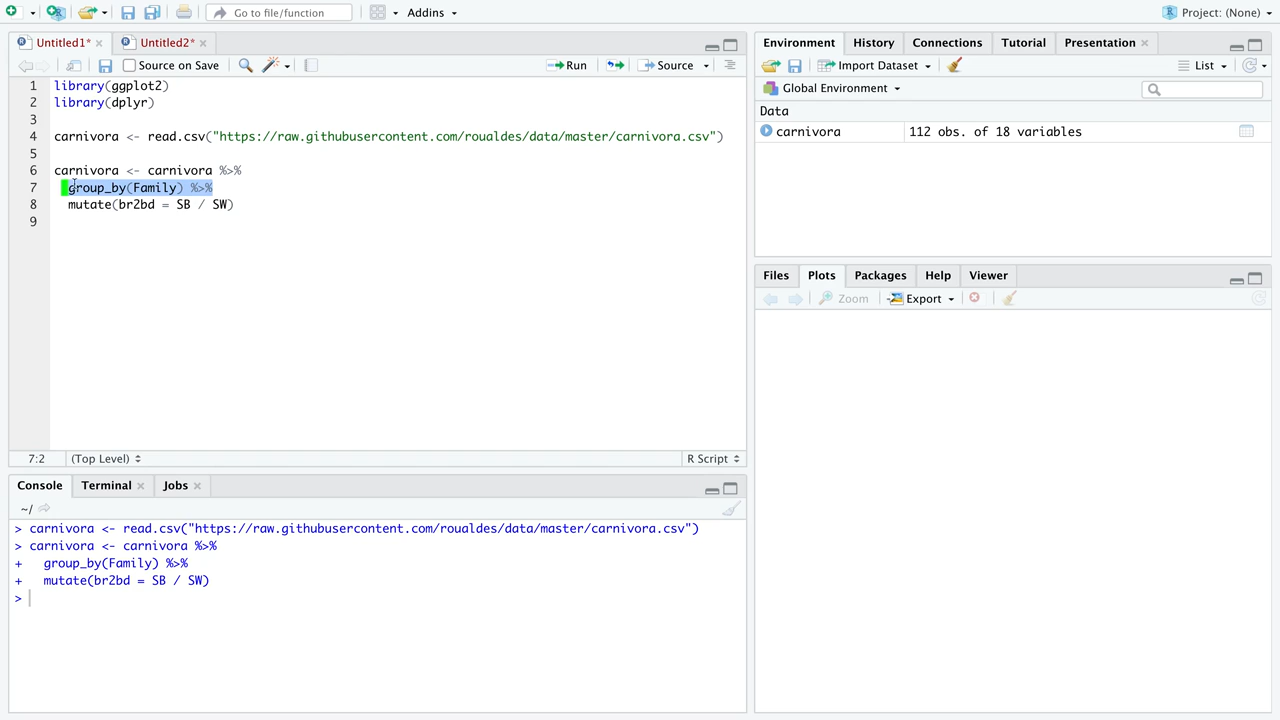 Go to file/function
Addins
Project: (None)
Untitled1*
Untitled2*
Source on Save
Run
Source
1 library(ggplot2)
2 library(dplyr)
3
4 carnivora <- read.csv("https://raw.githubusercontent.com/roualdes/data/master/carnivora.csv")
5
6 carnivora <- carnivora %>%
7 group_by(Family) %>%
8 mutate(br2bd = SB / SW)
9
7:2 (Top Level) R Script
Console Terminal Jobs
~/
> carnivora <- read.csv("https://raw.githubusercontent.com/roualdes/data/master/carnivora.csv")
> carnivora <- carnivora %>%
+ group_by(Family) %>%
+ mutate(br2bd = SB / SW)
>
Environment History Connections Tutorial Presentation
Import Dataset List
Global Environment
Data
carnivora 112 obs. of 18 variables
Files Plots Packages Help Viewer
Zoom Export